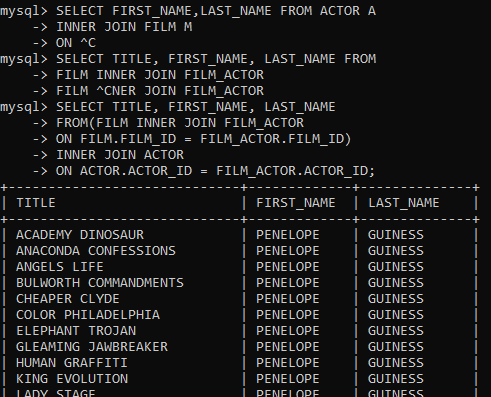 mysql> SELECT FIRST_NAME,LAST_NAME FROM ACTOR A
    -> INNER JOIN FILM M
    -> ON ^C
mysql> SELECT TITLE, FIRST_NAME, LAST_NAME FROM
    -> FILM INNER JOIN FILM_ACTOR
    -> FILM ^CNER JOIN FILM_ACTOR
mysql> SELECT TITLE, FIRST_NAME, LAST_NAME
    -> FROM(FILM INNER JOIN FILM_ACTOR
    -> ON FILM.FILM_ID = FILM_ACTOR.FILM_ID)
    -> INNER JOIN ACTOR
    -> ON ACTOR.ACTOR_ID = FILM_ACTOR.ACTOR_ID;
+-----------------------------+-------------+--------------+
| TITLE                       | FIRST_NAME  | LAST_NAME    |
+-----------------------------+-------------+--------------+
| ACADEMY DINOSAUR            | PENELOPE    | GUINESS      |
| ANACONDA CONFESSIONS        | PENELOPE    | GUINESS      |
| ANGELS LIFE                 | PENELOPE    | GUINESS      |
| BULWORTH COMMANDMENTS       | PENELOPE    | GUINESS      |
| CHEAPER CLYDE               | PENELOPE    | GUINESS      |
| COLOR PHILADELPHIA          | PENELOPE    | GUINESS      |
| ELEPHANT TROJAN             | PENELOPE    | GUINESS      |
| GLEAMING JAWBREAKER         | PENELOPE    | GUINESS      |
| HUMAN GRAFFITI              | PENELOPE    | GUINESS      |
| KING EVOLUTION              | PENELOPE    | GUINESS      |
| LADY STAGE                  | PENELOPE    | GUINESS      |